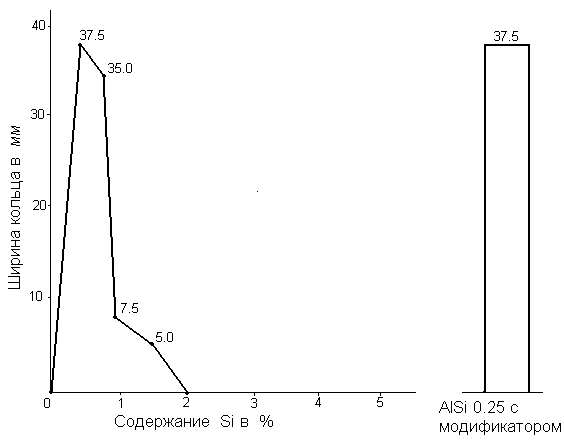 40
37.5
35.0
30
20
10
7.5
5.0
0 1 2 3 4 5
Ширина кольца в мм
Содержание Si в %
37.5
AlSi 0.25 с
модификатором